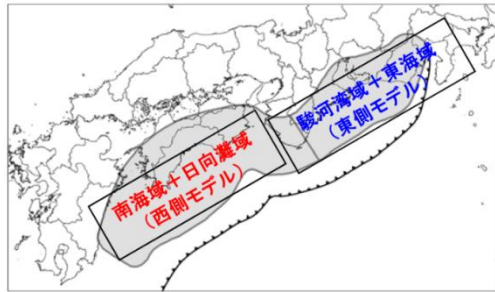 駿河湾域＋東海域
（東側モデル）
南海域＋日向灘域
（西側モデル）